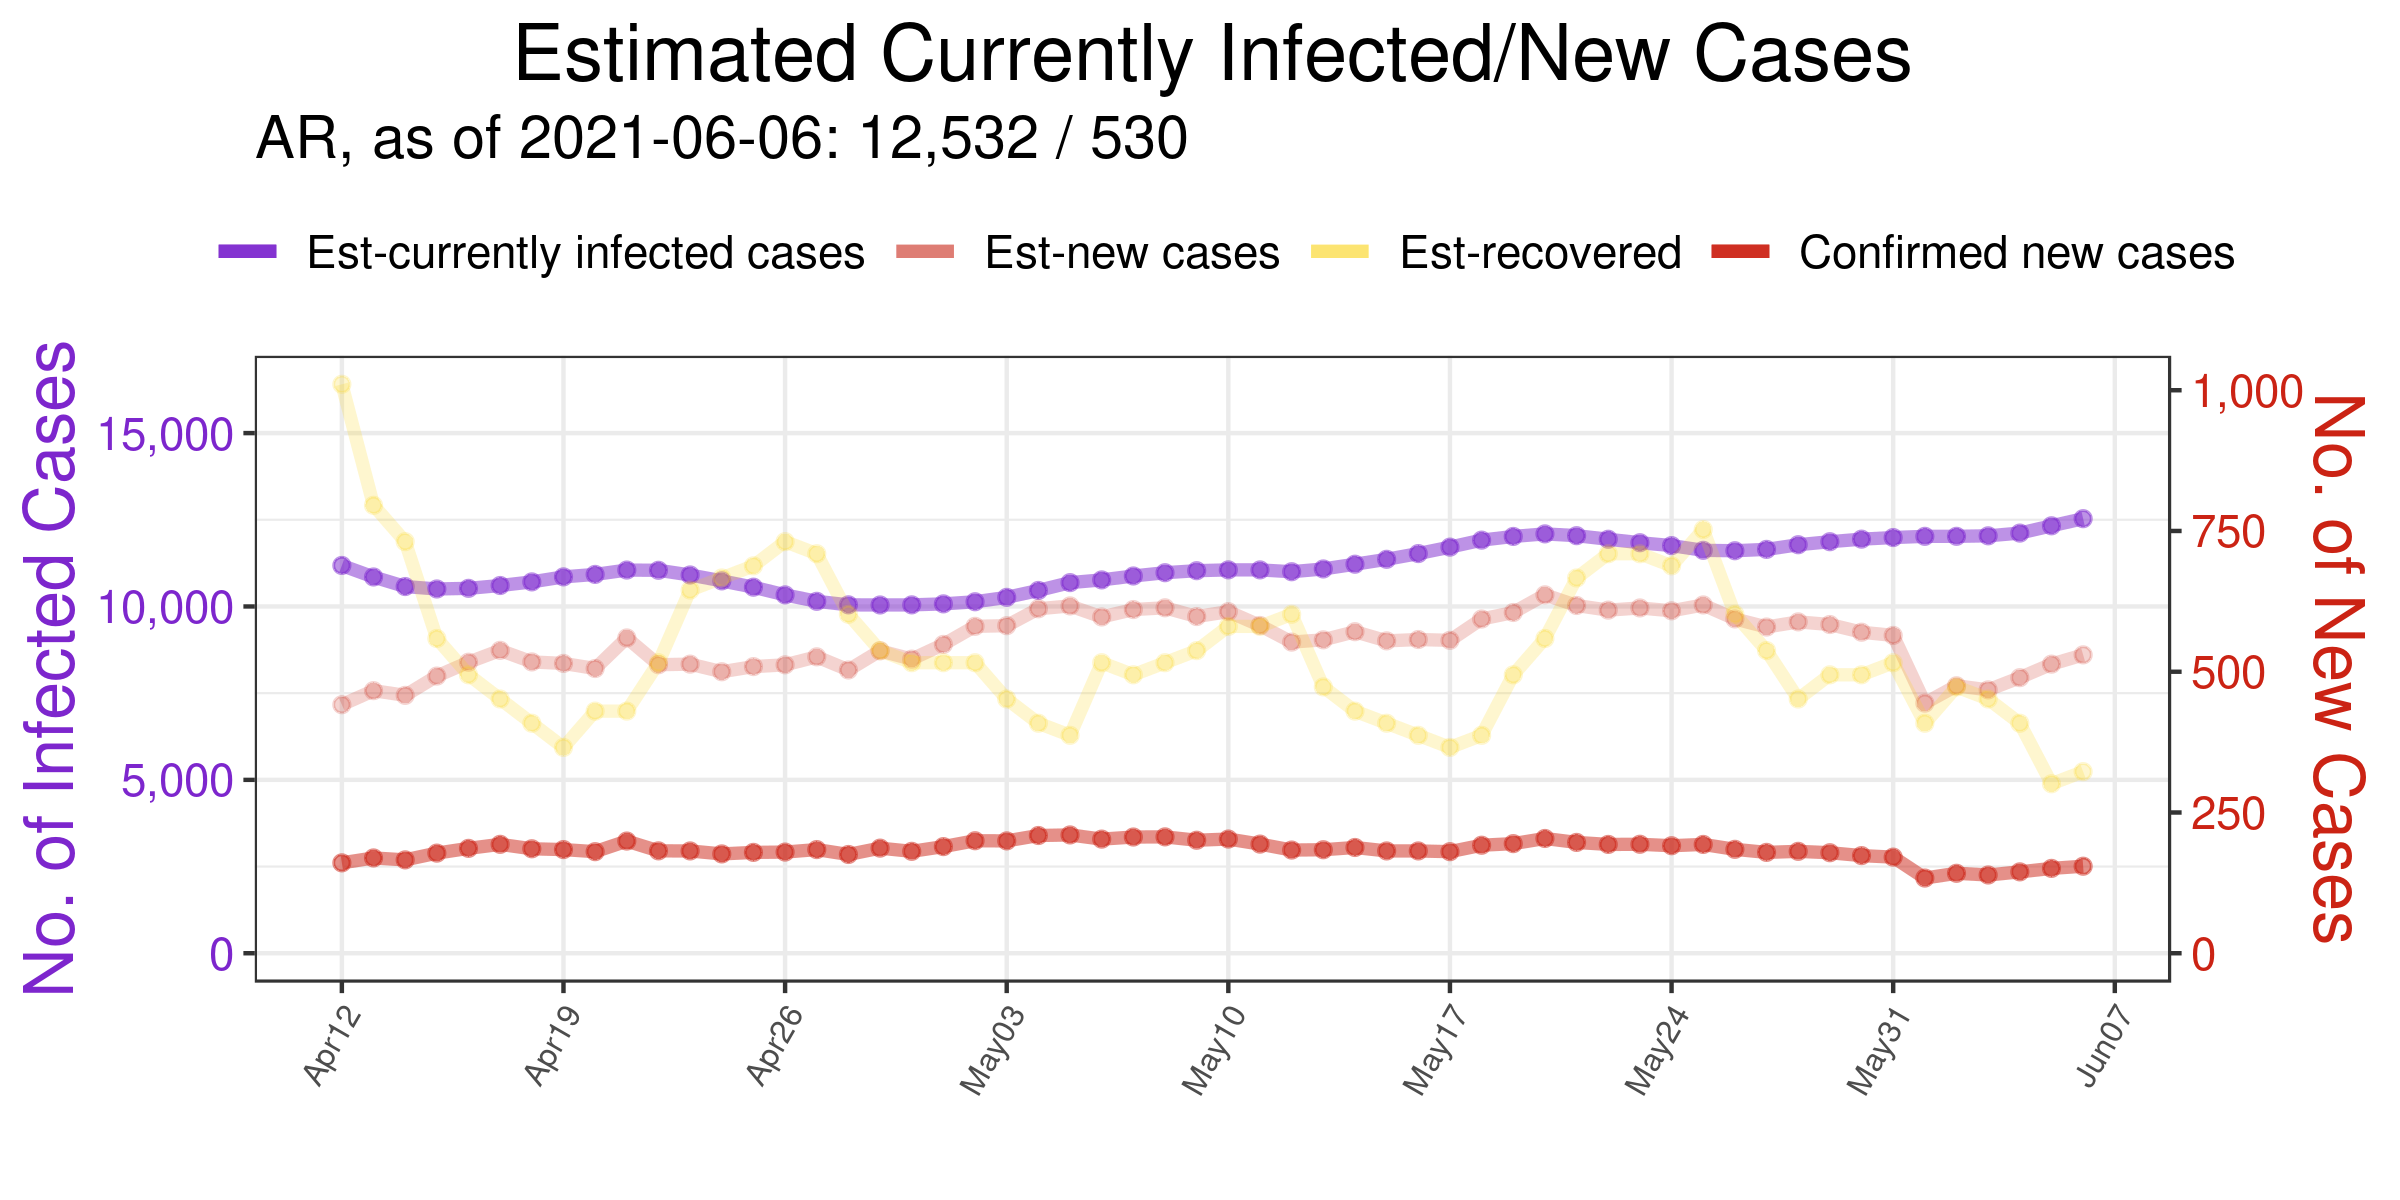 Estimated Currently Infected/New Cases
AR, as of 2021-06-06: 12,532 / 530
Est-currently infected cases Est-new cases Est-recovered Confirmed new cases
No. of Infected Cases
15,000
10,000
5,000
0
1,000
750
500
250
0
No. of New Cases
Apr12 Apr19 Apr26 May03 May10 May17 May24 May31 Jun07